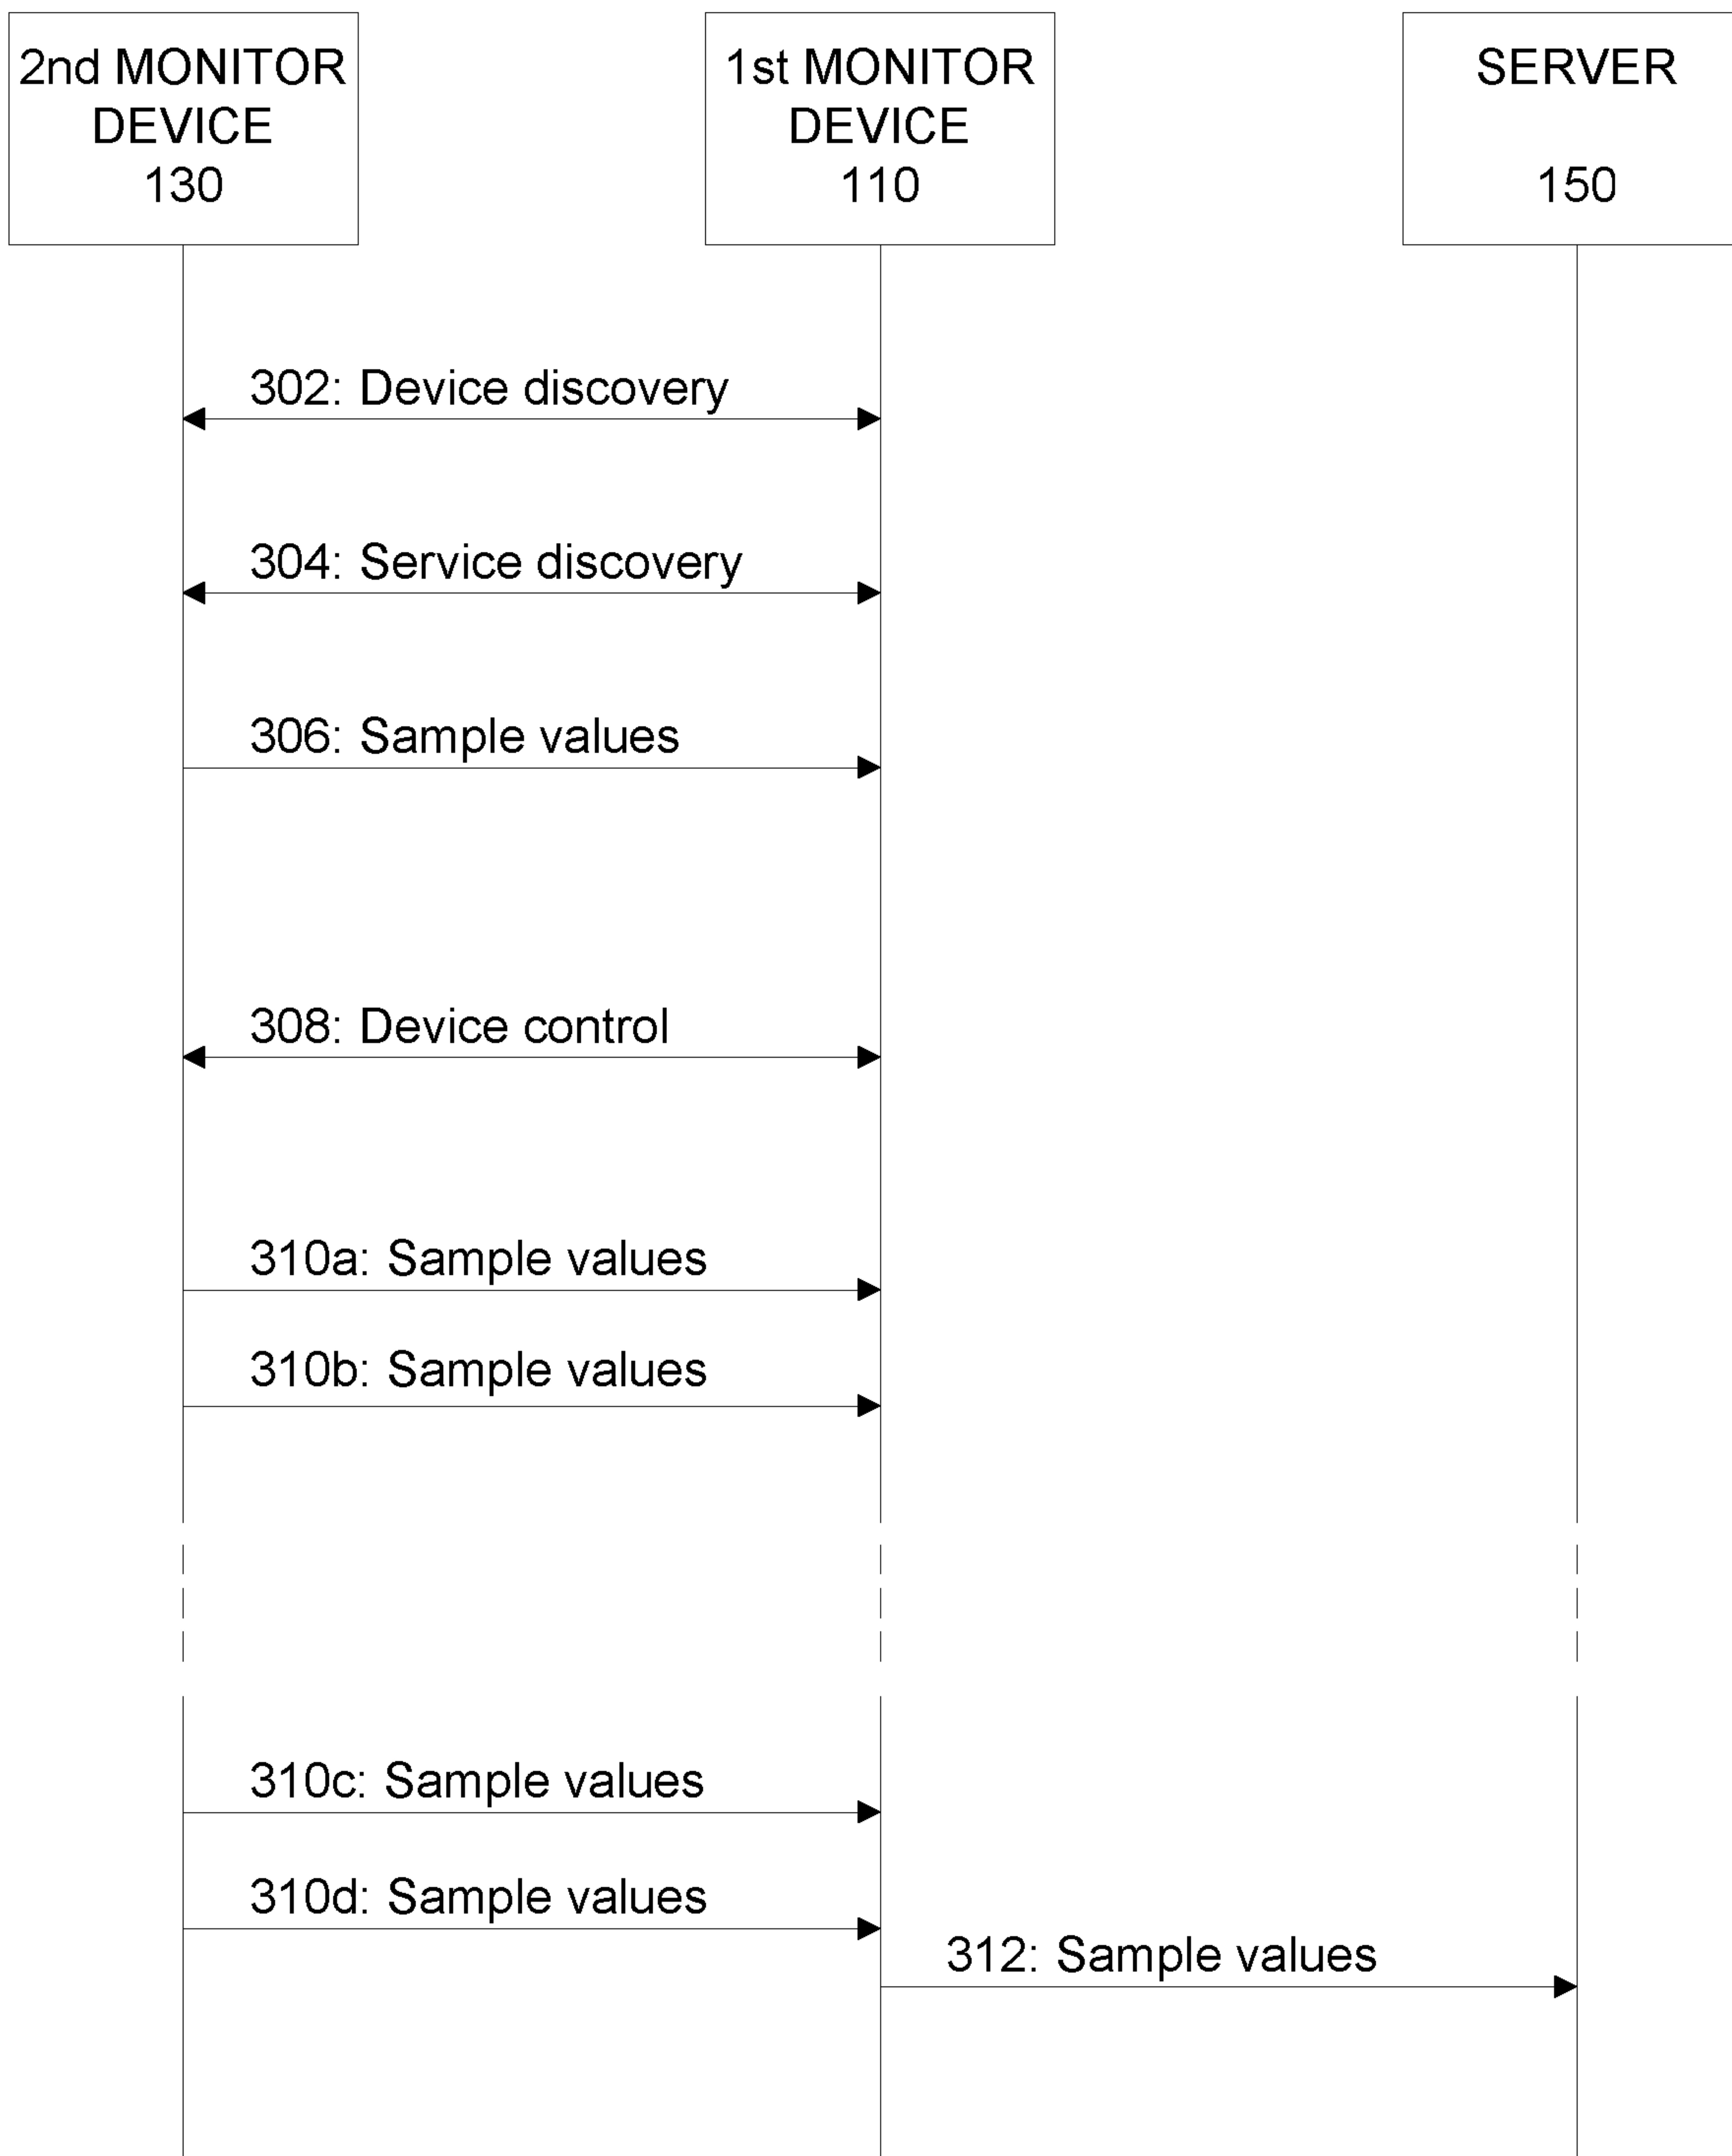 2nd MONITOR
DEVICE
130
1st MONITOR
DEVICE
110
SERVER
150
302: Device discovery
304: Service discovery
306: Sample values
308: Device control
310a: Sample values
310b: Sample values
310c: Sample values
310d: Sample values
312: Sample values